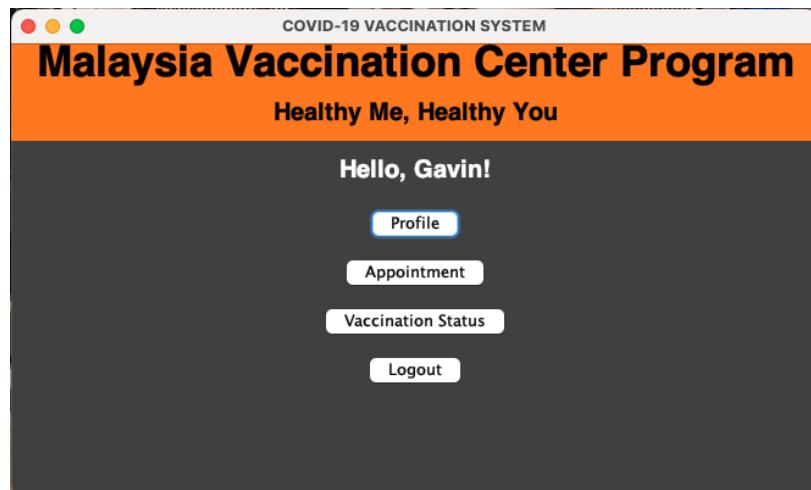 COVID-19 VACCINATION SYSTEM
Malaysia Vaccination Center Program
Healthy Me, Healthy You
Hello, Gavin!
Profile
Appointment
Vaccination Status
Logout